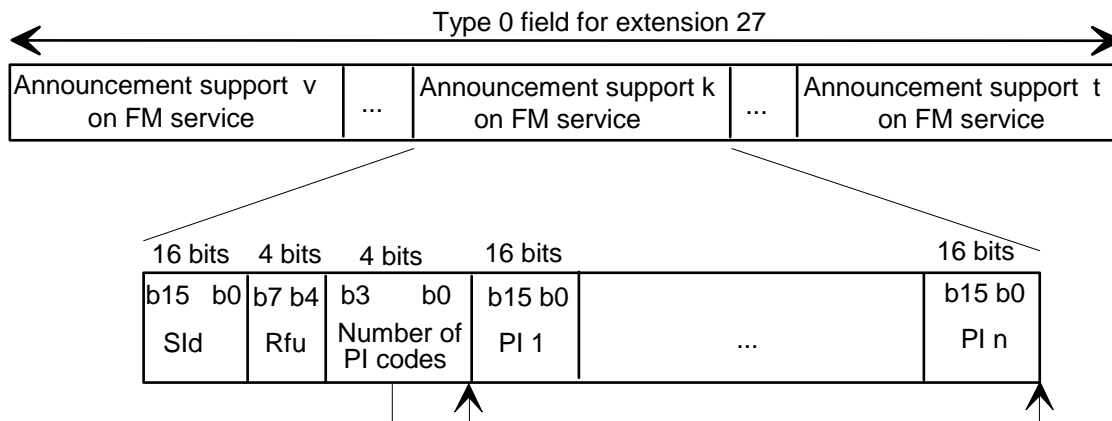 Type 0 field for extension 27
Announcement support v
on FM service
...
Announcement support k
on FM service
...
Announcement support t
on FM service
16 bits
4 bits
4 bits
16 bits
16 bits
b15 b0
b7 b4
b3 b0
b15 b0
b15 b0
SId
Rfu
Number of
PI codes
PI 1
...
PI n